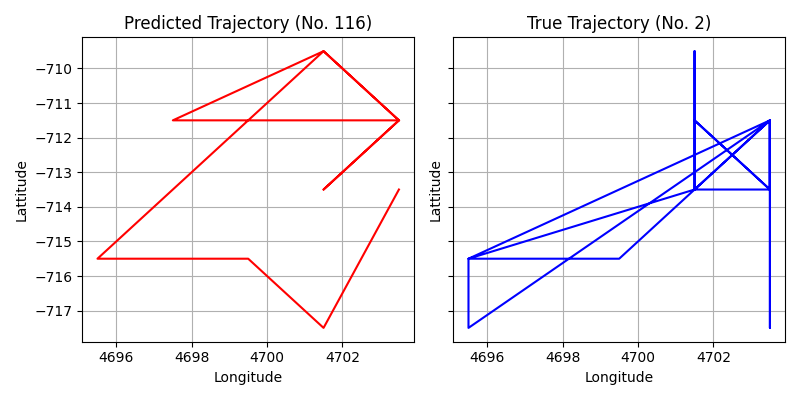 Predicted Trajectory (No. 116)
True Trajectory (No. 2)
−710
−711
−712
−713
−714
−715
−716
−717
Lattitude
Lattitude
4696 4698 4700 4702
4696 4698 4700 4702
Longitude
Longitude